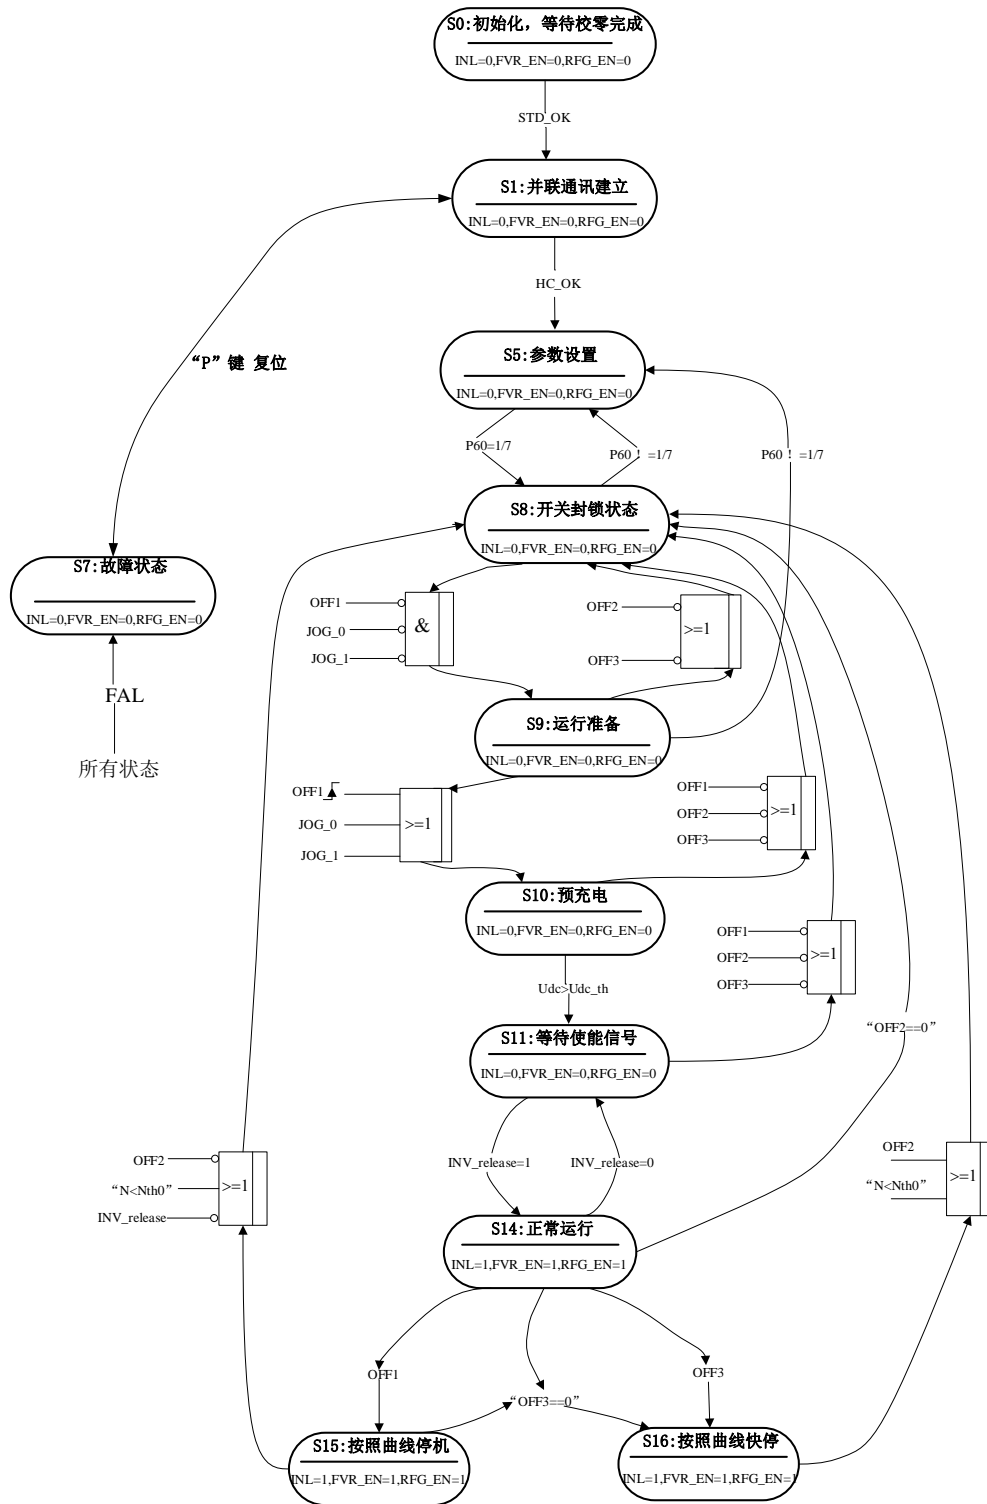 S0:初始化，等待校零完成
INL=0,FVR_EN=0,RFG_EN=0
STD_OK
S1:并联通讯建立
INL=0,FVR_EN=0,RFG_EN=0
HC_OK
“P”键 复位
S5:参数设置
INL=0,FVR_EN=0,RFG_EN=0
P60=1/7
P60！=1/7
P60！=1/7
S8:开关封锁状态
INL=0,FVR_EN=0,RFG_EN=0
S7:故障状态
INL=0,FVR_EN=0,RFG_EN=0
FAL
所有状态
OFF1
JOG_0
JOG_1
&
OFF2
OFF3
>=1
S9:运行准备
INL=0,FVR_EN=0,RFG_EN=0
OFF1
JOG_0
JOG_1
>=1
OFF1
OFF2
OFF3
>=1
S10:预充电
INL=0,FVR_EN=0,RFG_EN=0
Udc>Udc_th
OFF1
OFF2
OFF3
>=1
S11:等待使能信号
INL=0,FVR_EN=0,RFG_EN=0
“OFF2==0”
INV_release=1
INV_release=0
OFF2
“N<Nth0”
INV_release
>=1
OFF2
“N<Nth0”
>=1
S14:正常运行
INL=1,FVR_EN=1,RFG_EN=1
OFF1
“OFF3==0”
OFF3
S15:按照曲线停机
INL=1,FVR_EN=1,RFG_EN=1
S16:按照曲线快停
INL=1,FVR_EN=1,RFG_EN=1